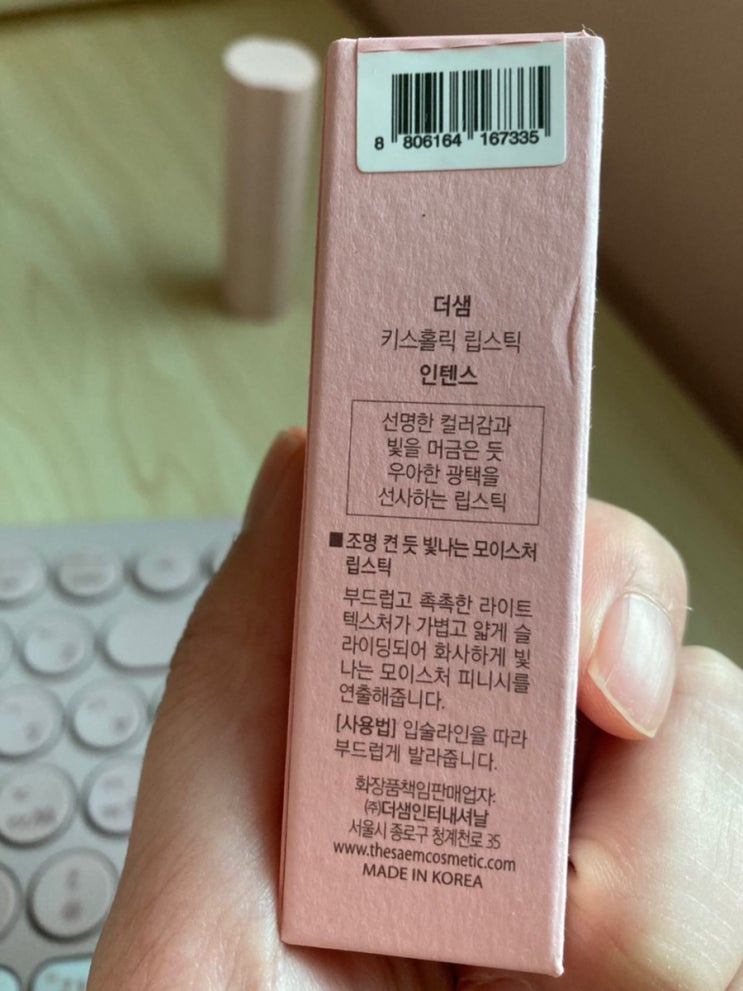 8 806164 167335
더샘
키스홀릭 립스틱
인텐스
선명한 컬러감과
빛을 머금은 듯
우아한 광택을
선사하는 립스틱
■ 조명 켠 듯 빛나는 모이스처
립스틱
부드럽고 촉촉한 라이트
텍스처가 가볍고 얇게 슬
라이딩되어 화사하게 빛
나는 모이스처 피니시를
연출해줍니다.
[사용법] 입술라인을 따라
부드럽게 발라줍니다.
화장품책임판매업자:
(주)더샘인터내셔날
서울시 종로구 청계천로 35
www.thesaemcosmetic.com
MADE IN KOREA